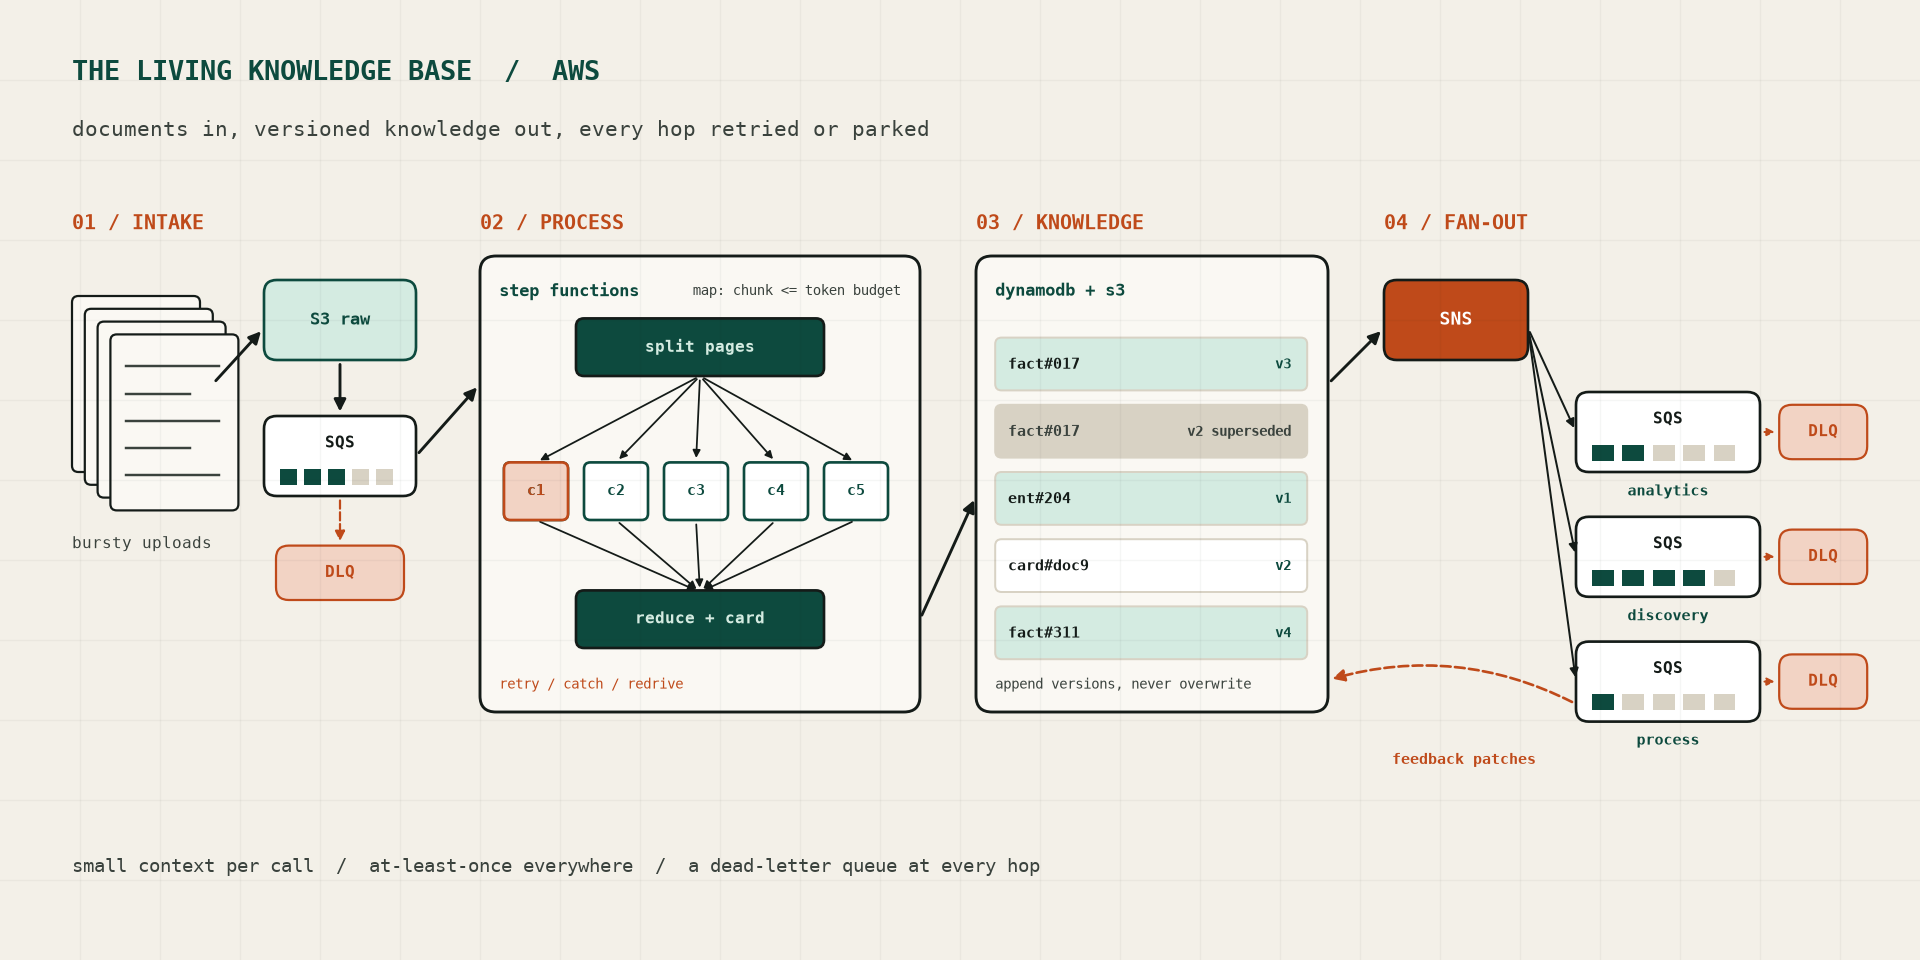 THE LIVING KNOWLEDGE BASE / AWS
documents in, versioned knowledge out, every hop retried or parked
01 / INTAKE
S3 raw
SQS
DLQ
bursty uploads
02 / PROCESS
step functions
map: chunk <= token budget
split pages
c1
c2
c3
c4
c5
reduce + card
retry / catch / redrive
03 / KNOWLEDGE
dynamodb + s3
fact#017 v3
fact#017 v2 superseded
ent#204 v1
card#doc9 v2
fact#311 v4
append versions, never overwrite
04 / FAN-OUT
SNS
SQS
DLQ
analytics
SQS
DLQ
discovery
SQS
DLQ
process
feedback patches
small context per call / at-least-once everywhere / a dead-letter queue at every hop